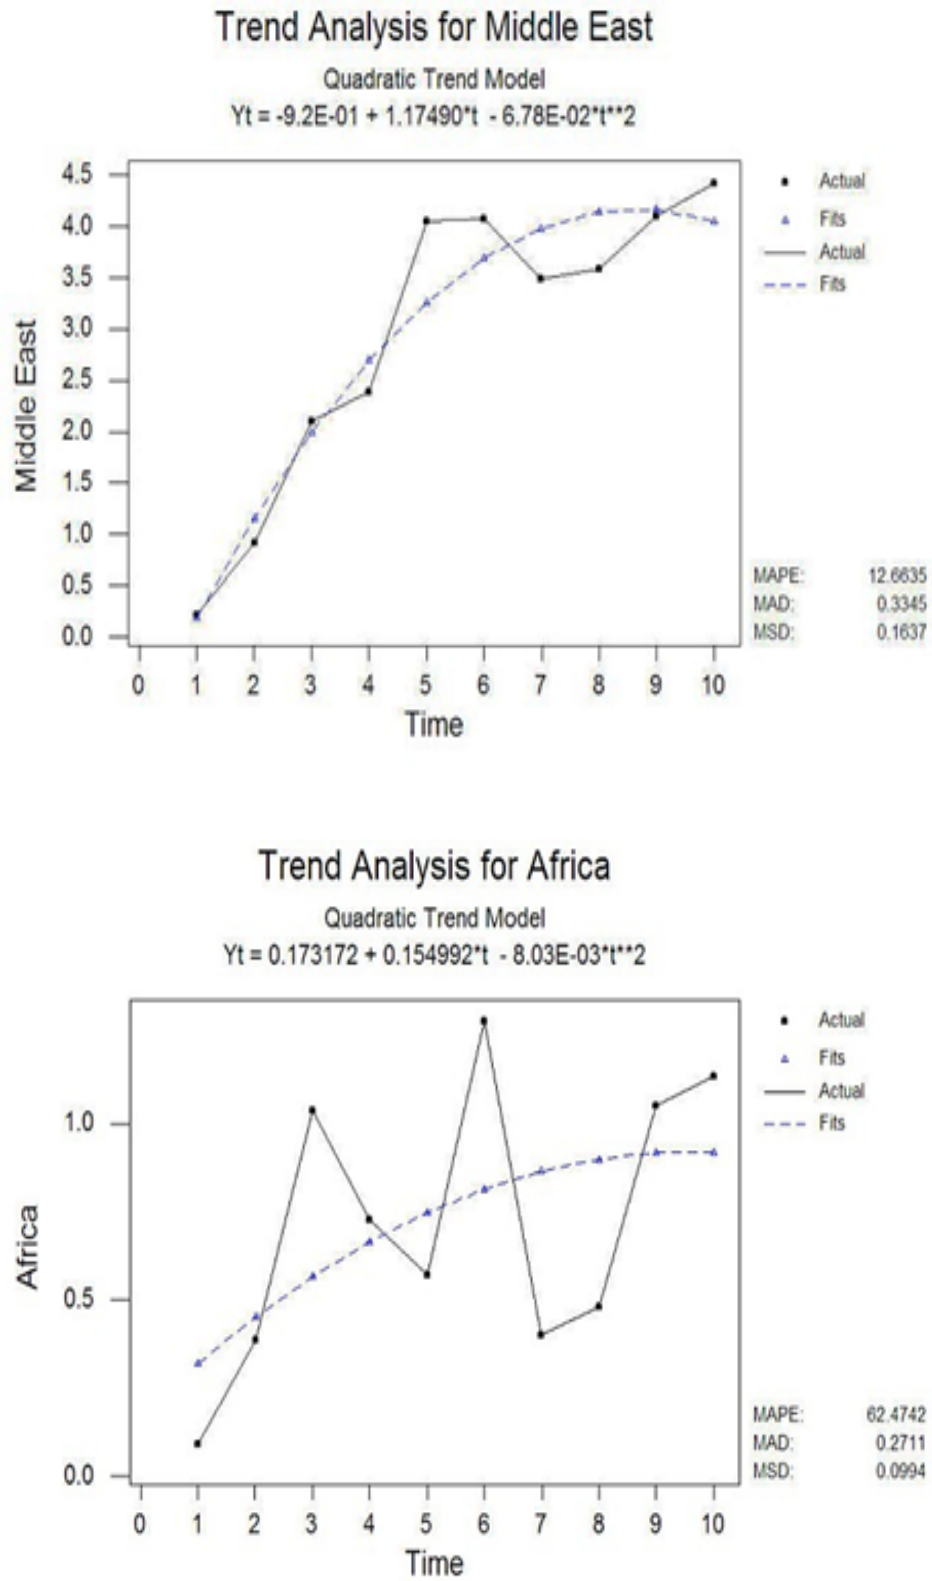 Trend Analysis for Middle East
Quadratic Trend Model
Yt = -9.2E-01 + 1.17490*t - 6.78E-02*t**2
4.5
4.0
3.5
3.0
2.5
2.0
1.5
1.0
0.5
0.0
Middle East
0 1 2 3 4 5 6 7 8 9 10
Time
Actual
Fits
Actual
Fits
MAPE: 12.6635
MAD: 0.3345
MSD: 0.1637
Trend Analysis for Africa
Quadratic Trend Model
Yt = 0.173172 + 0.154992*t - 8.03E-03*t**2
1.0
0.5
0.0
Africa
0 1 2 3 4 5 6 7 8 9 10
Time
Actual
Fits
Actual
Fits
MAPE: 62.4742
MAD: 0.2711
MSD: 0.0994